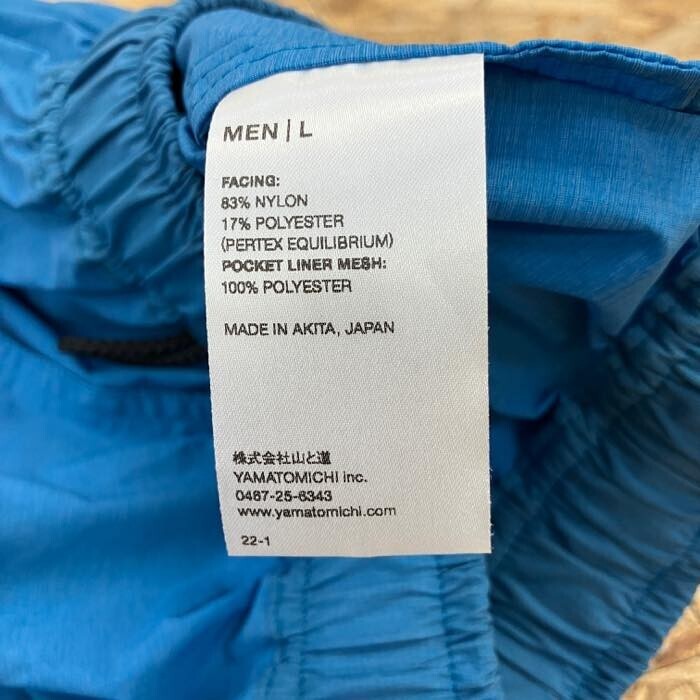 MEN | L
FACING:
83% NYLON
17% POLYESTER
(PERTEX EQUILIBRIUM)
POCKET LINER MESH:
100% POLYESTER
MADE IN AKITA, JAPAN
株式会社山と道
YAMATOMICHI inc.
0467-25-6343
www.yamatomichi.com
22-1